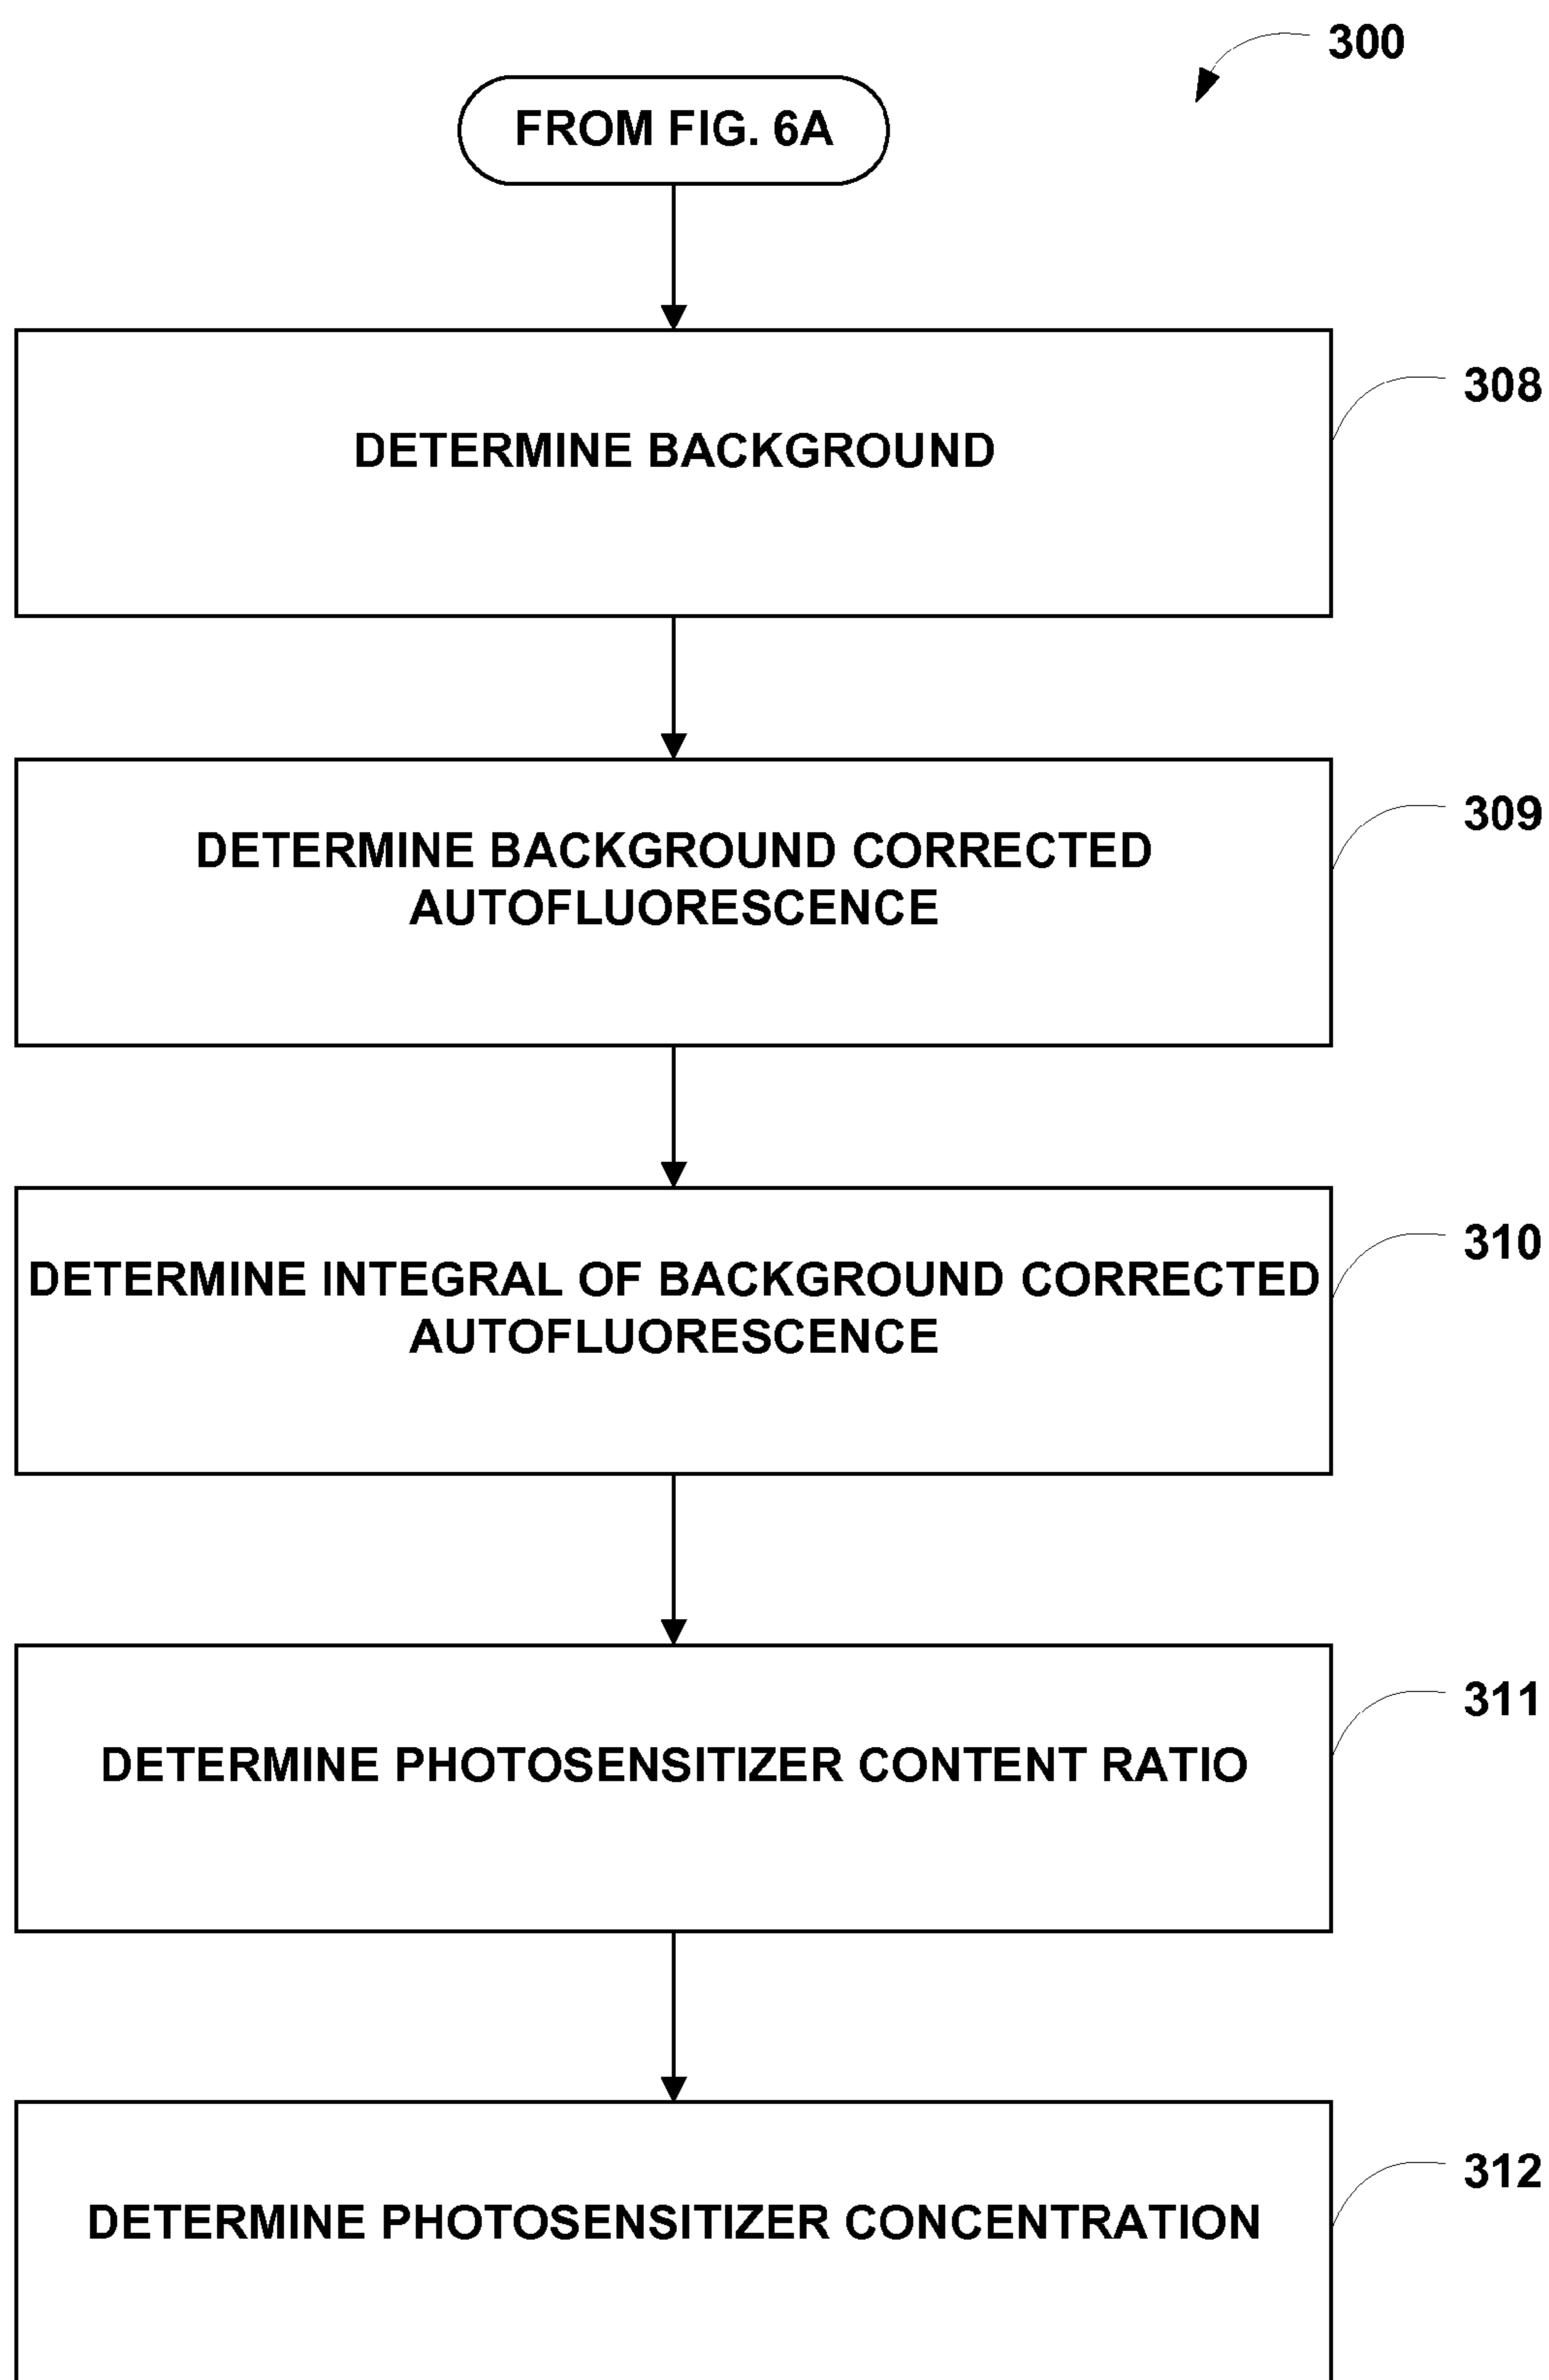 300
FROM FIG. 6A
308
DETERMINE BACKGROUND
309
DETERMINE BACKGROUND CORRECTED
AUTOFLUORESCENCE
310
DETERMINE INTEGRAL OF BACKGROUND CORRECTED
AUTOFLUORESCENCE
311
DETERMINE PHOTOSENSITIZER CONTENT RATIO
312
DETERMINE PHOTOSENSITIZER CONCENTRATION